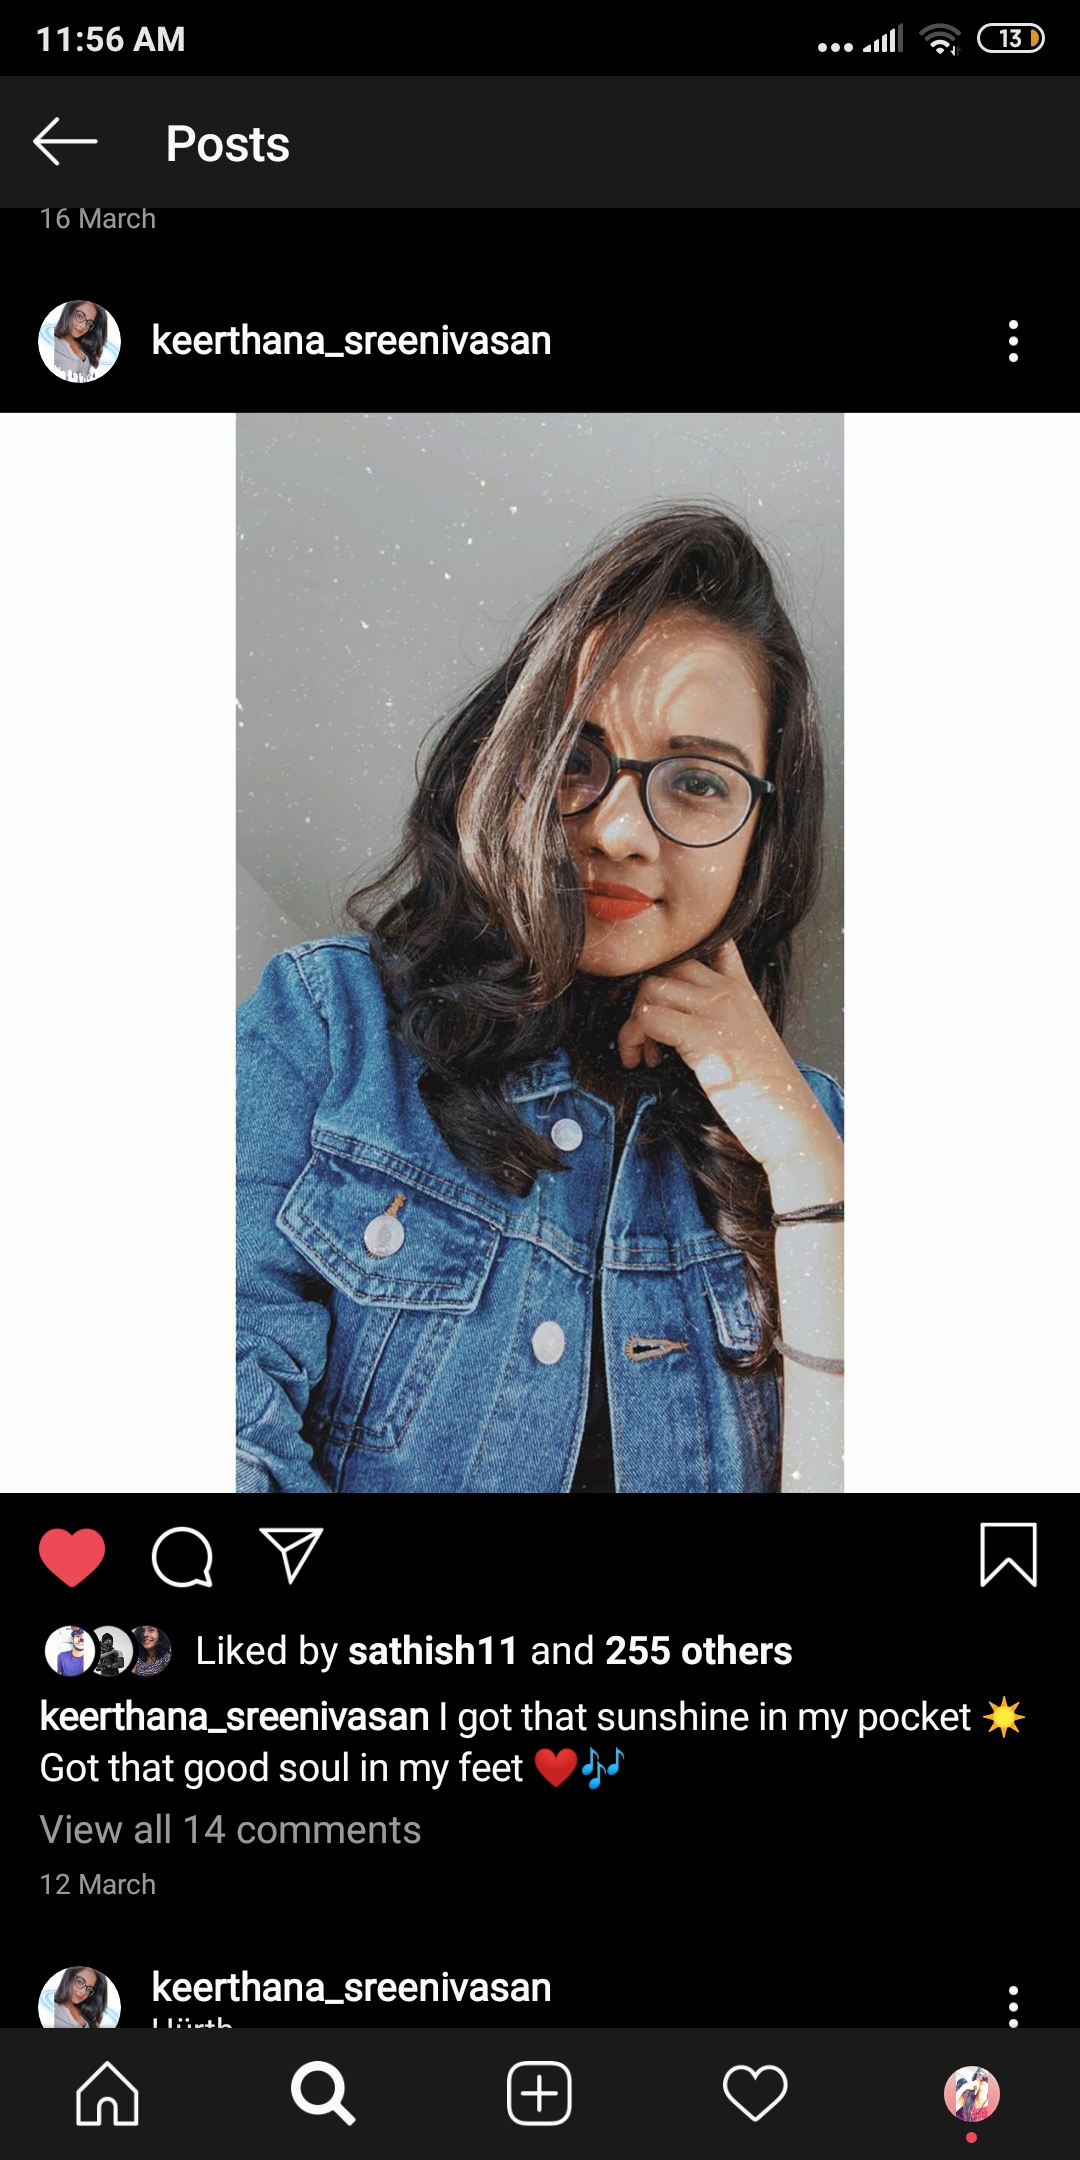 11:56 AM
13
Posts
16 March
keerthana_sreenivasan
Liked by sathish11 and 255 others
keerthana_sreenivasan I got that sunshine in my pocket ☀️
Got that good soul in my feet ❤️🎶
View all 14 comments
12 March
keerthana_sreenivasan